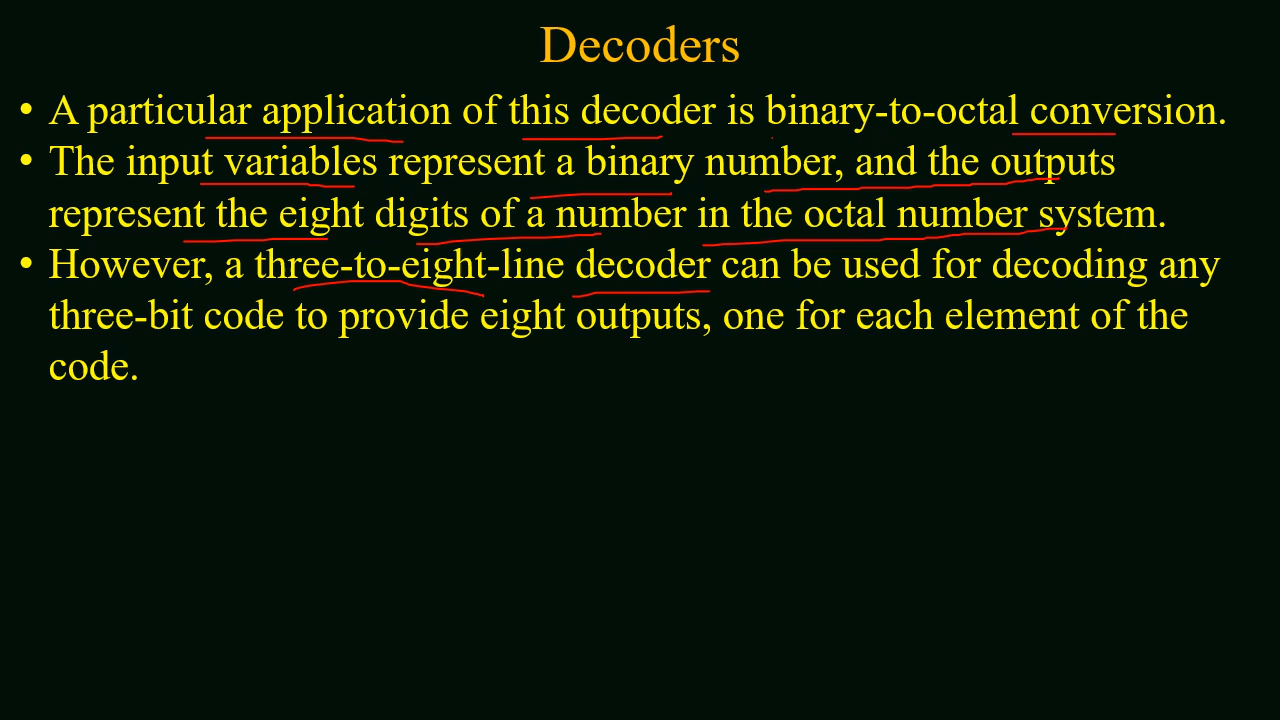 Decoders
• A particular application of this decoder is binary-to-octal conversion.
• The input variables represent a binary number, and the outputs
represent the eight digits of a number in the octal number system.
• However, a three-to-eight-line decoder can be used for decoding any
three-bit code to provide eight outputs, one for each element of the
code.